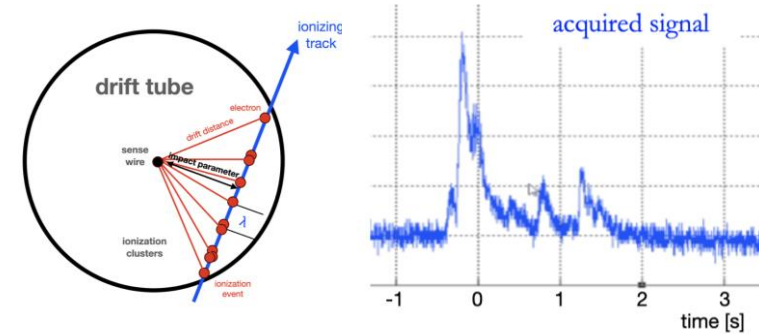 ionizing
track
drift tube
electron
drift distance
sense
wire
impact parameter
λ
ionization
clusters
ionization
event
acquired signal
-1 0 1 2 3
time [s]